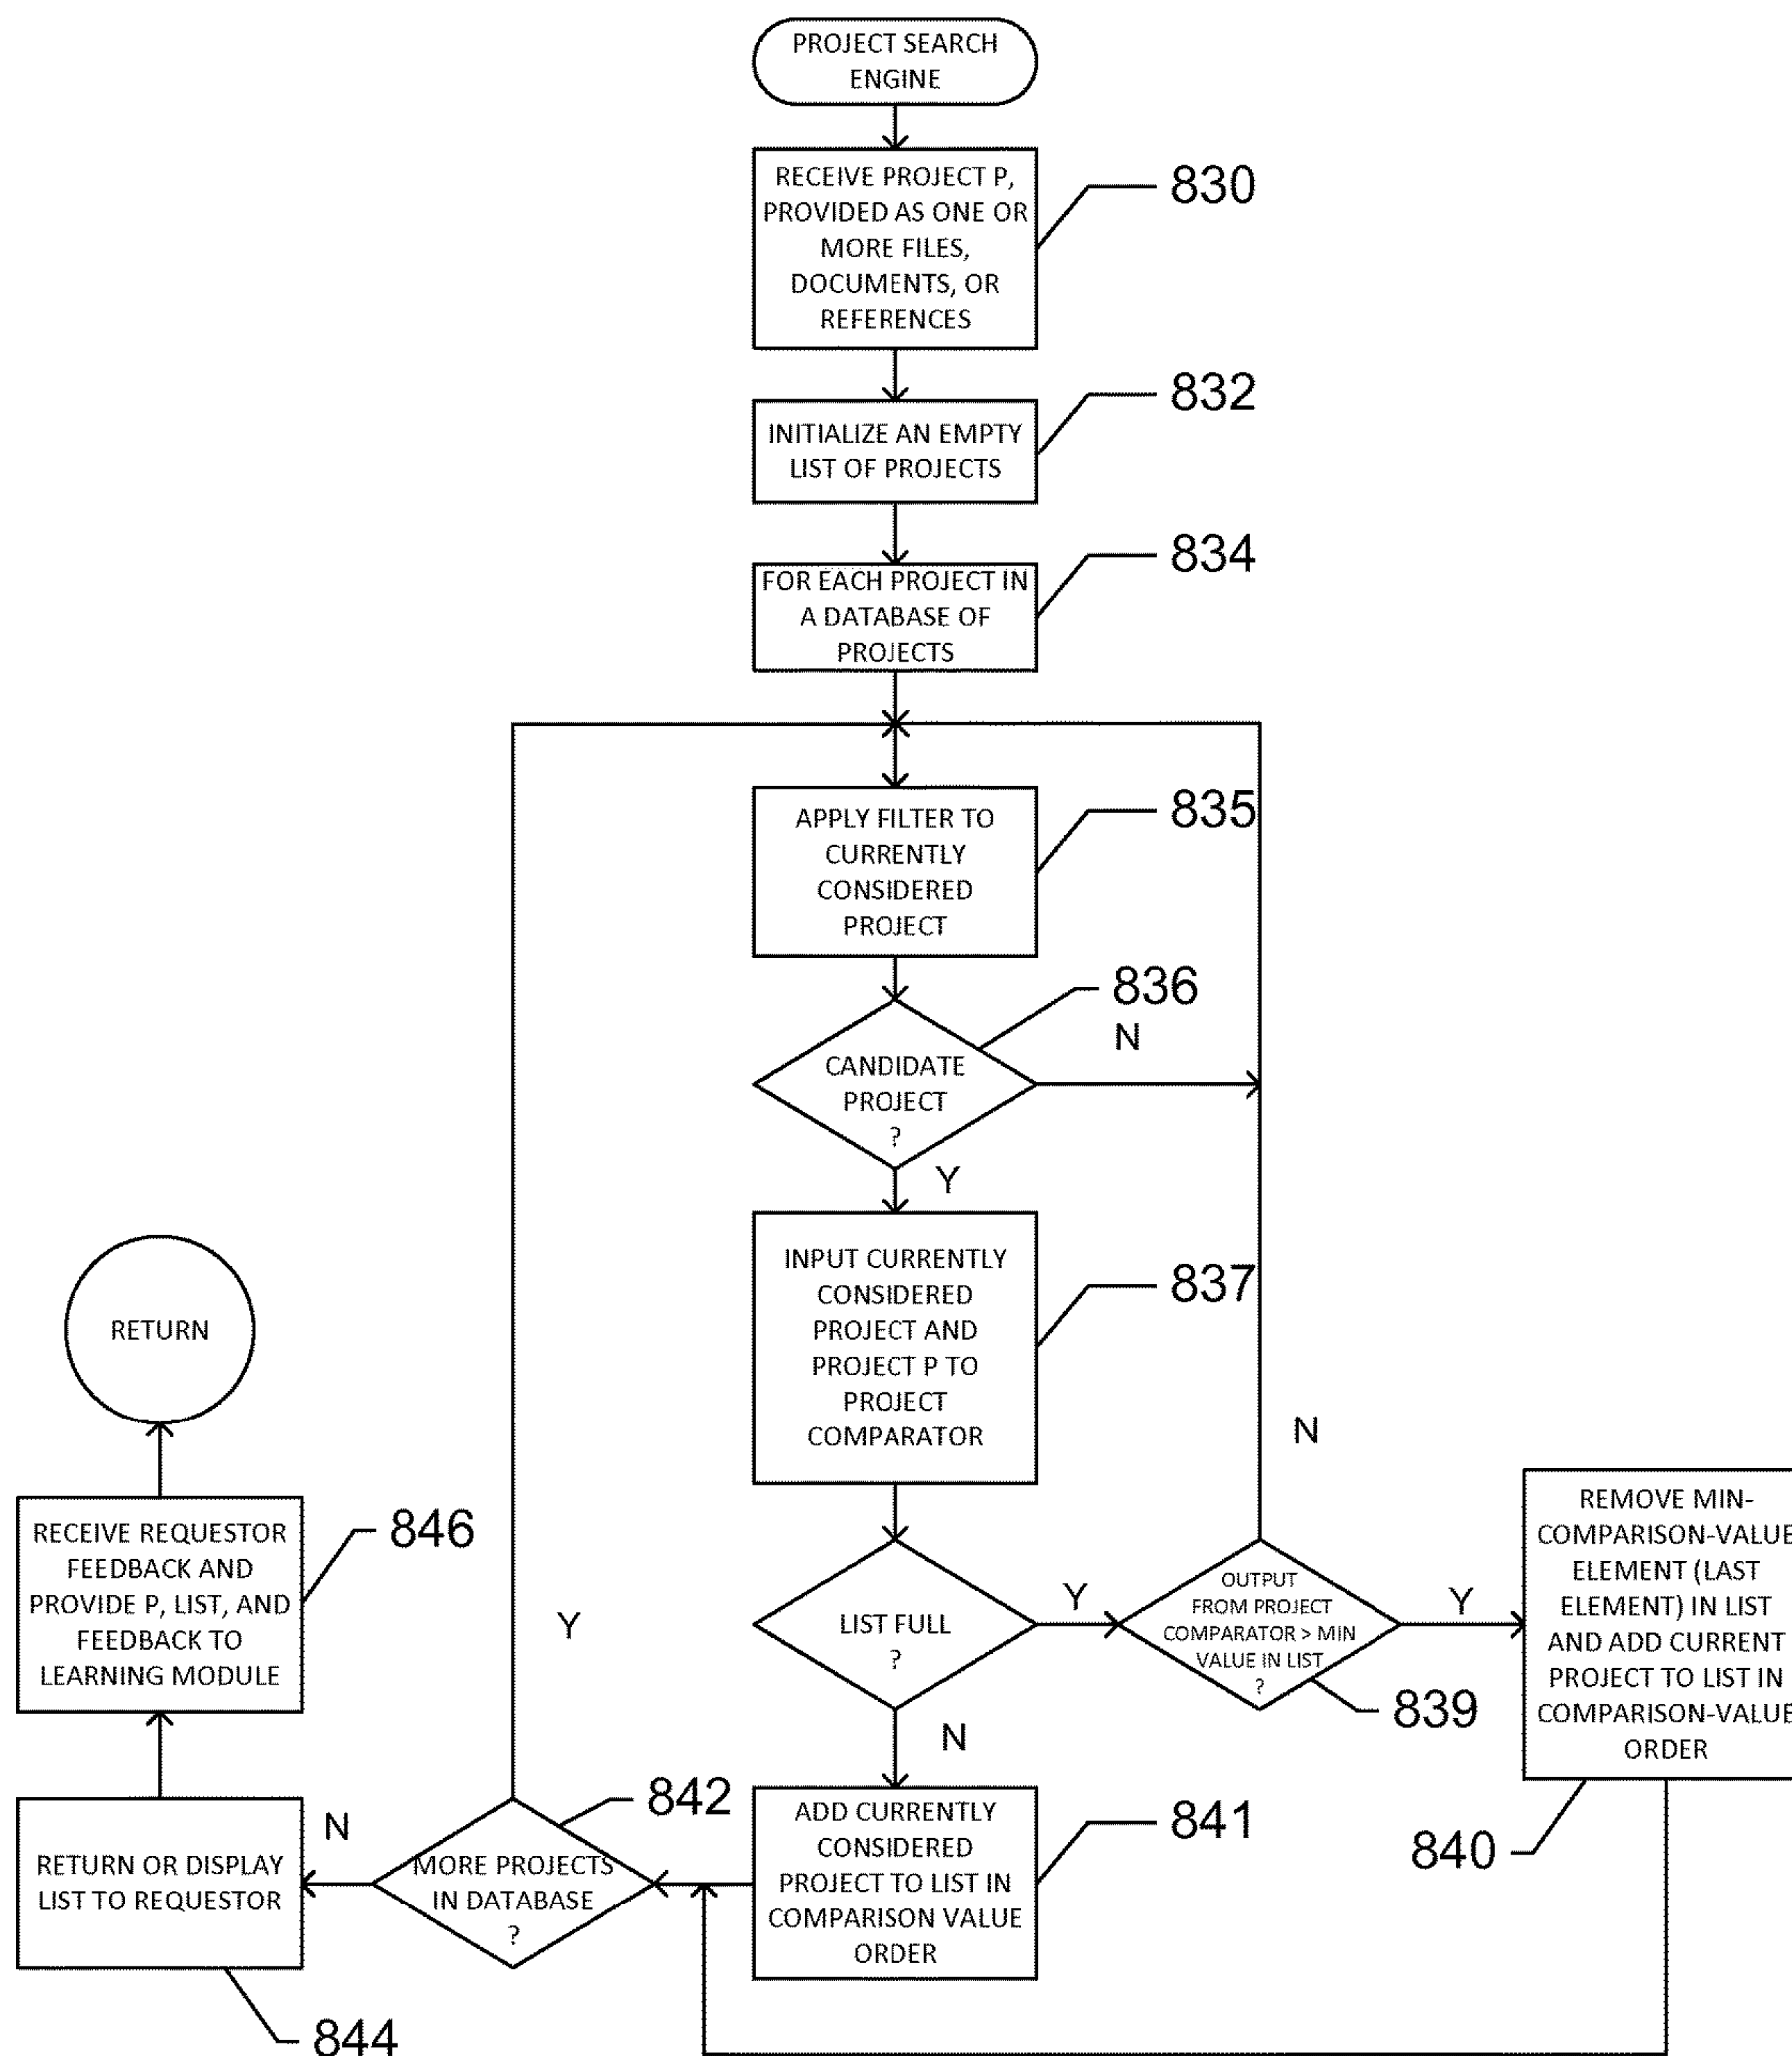 PROJECT SEARCH
ENGINE
RECEIVE PROJECT P,
PROVIDED AS ONE OR
MORE FILES,
DOCUMENTS, OR
REFERENCES
830
INITIALIZE AN EMPTY
LIST OF PROJECTS
832
FOR EACH PROJECT IN
A DATABASE OF
PROJECTS
834
APPLY FILTER TO
CURRENTLY
CONSIDERED
PROJECT
835
CANDIDATE
PROJECT
?
836
N
Y
INPUT CURRENTLY
CONSIDERED
PROJECT AND
PROJECT P TO
PROJECT
COMPARATOR
837
LIST FULL
?
Y
N
OUTPUT
FROM PROJECT
COMPARATOR > MIN
VALUE IN LIST
?
839
N
Y
REMOVE MIN-
COMPARISON-VALUE
ELEMENT (LAST
ELEMENT) IN LIST
AND ADD CURRENT
PROJECT TO LIST IN
COMPARISON-VALUE
ORDER
840
ADD CURRENTLY
CONSIDERED
PROJECT TO LIST IN
COMPARISON VALUE
ORDER
841
MORE PROJECTS
IN DATABASE
?
842
Y
N
RETURN OR DISPLAY
LIST TO REQUESTOR
844
RECEIVE REQUESTOR
FEEDBACK AND
PROVIDE P, LIST, AND
FEEDBACK TO
LEARNING MODULE
846
RETURN